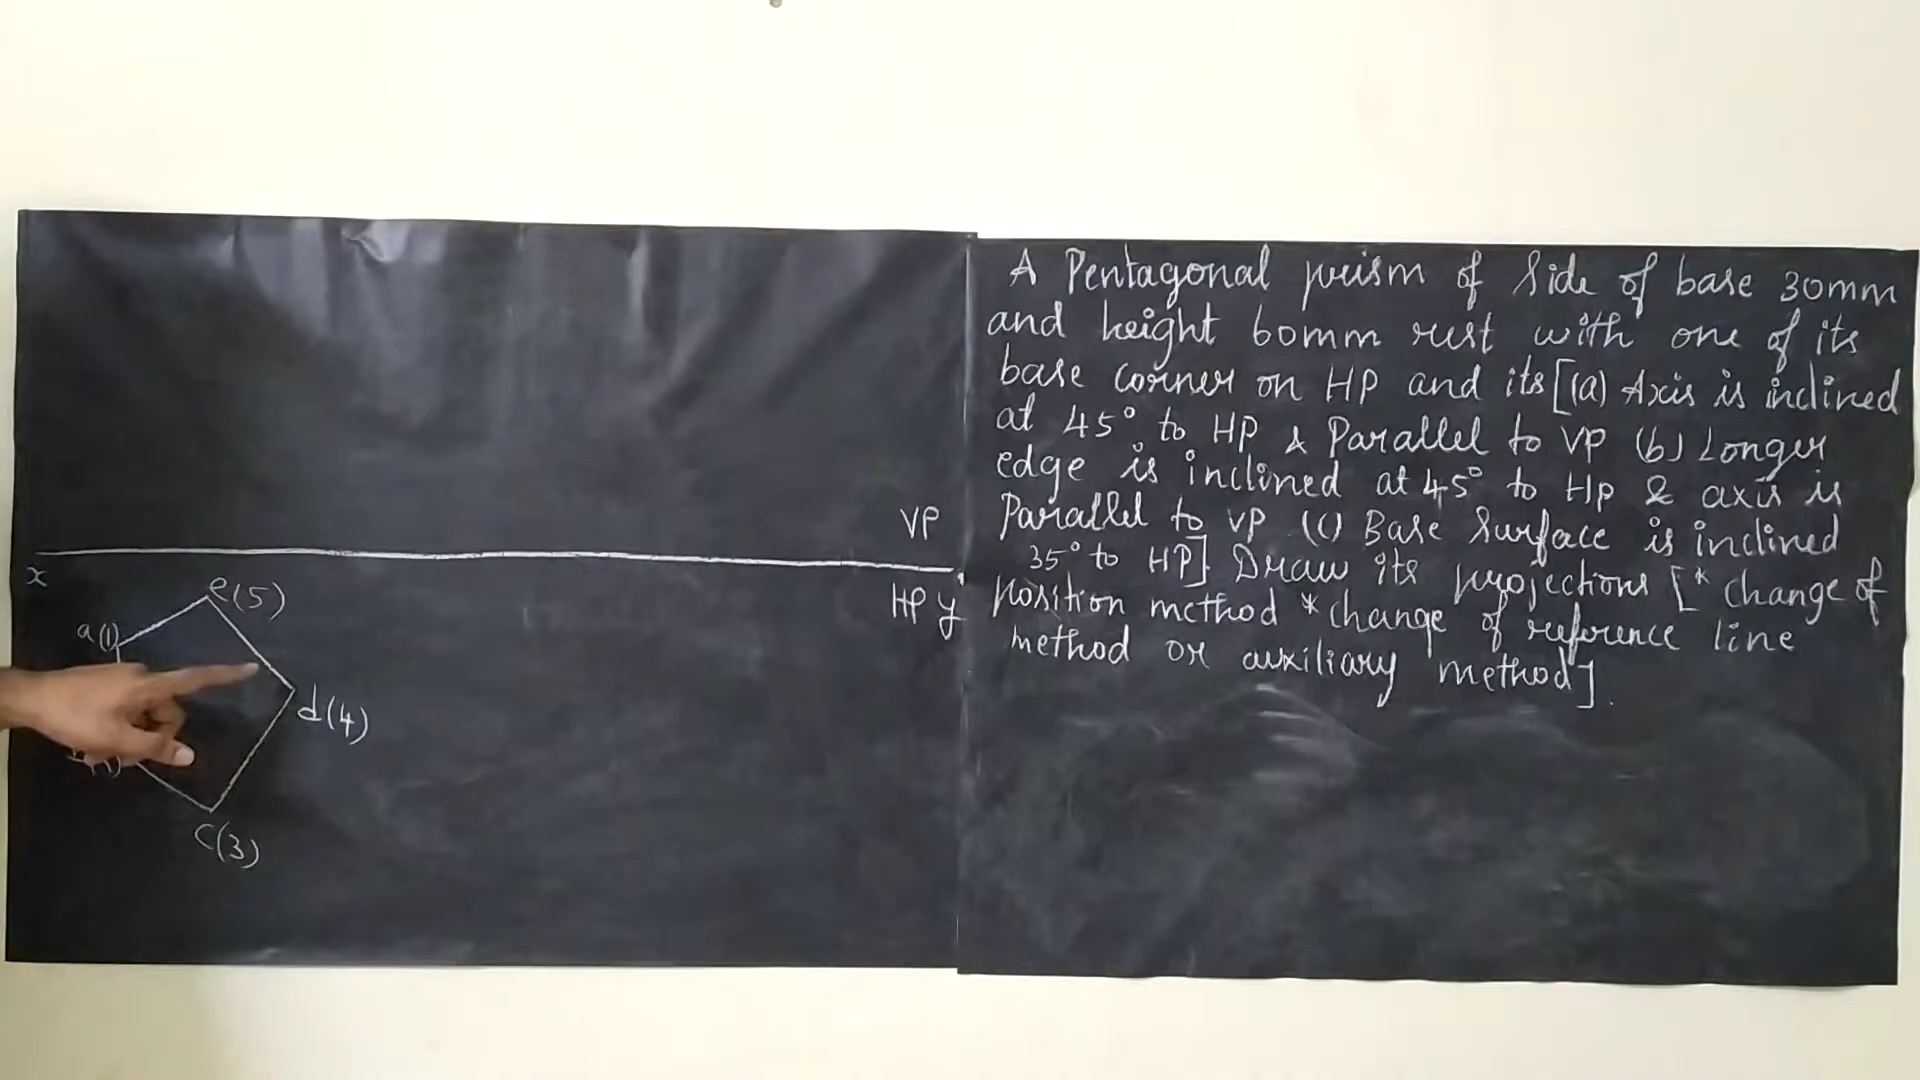 A Pentagonal prism of side of base 30mm
and height 60mm rest with one of its
base corner on HP and its [(a) Axis is inclined
at 45° to HP & Parallel to VP (b) Longer
edge is inclined at 45° to HP & axis is
Parallel to VP (c) Base Surface is inclined
35° to HP]. Draw its projections [* change of
position method * change of reference line
method or auxiliary method].
VP
x
HP y
e(5)
a(1)
d(4)
c(3)